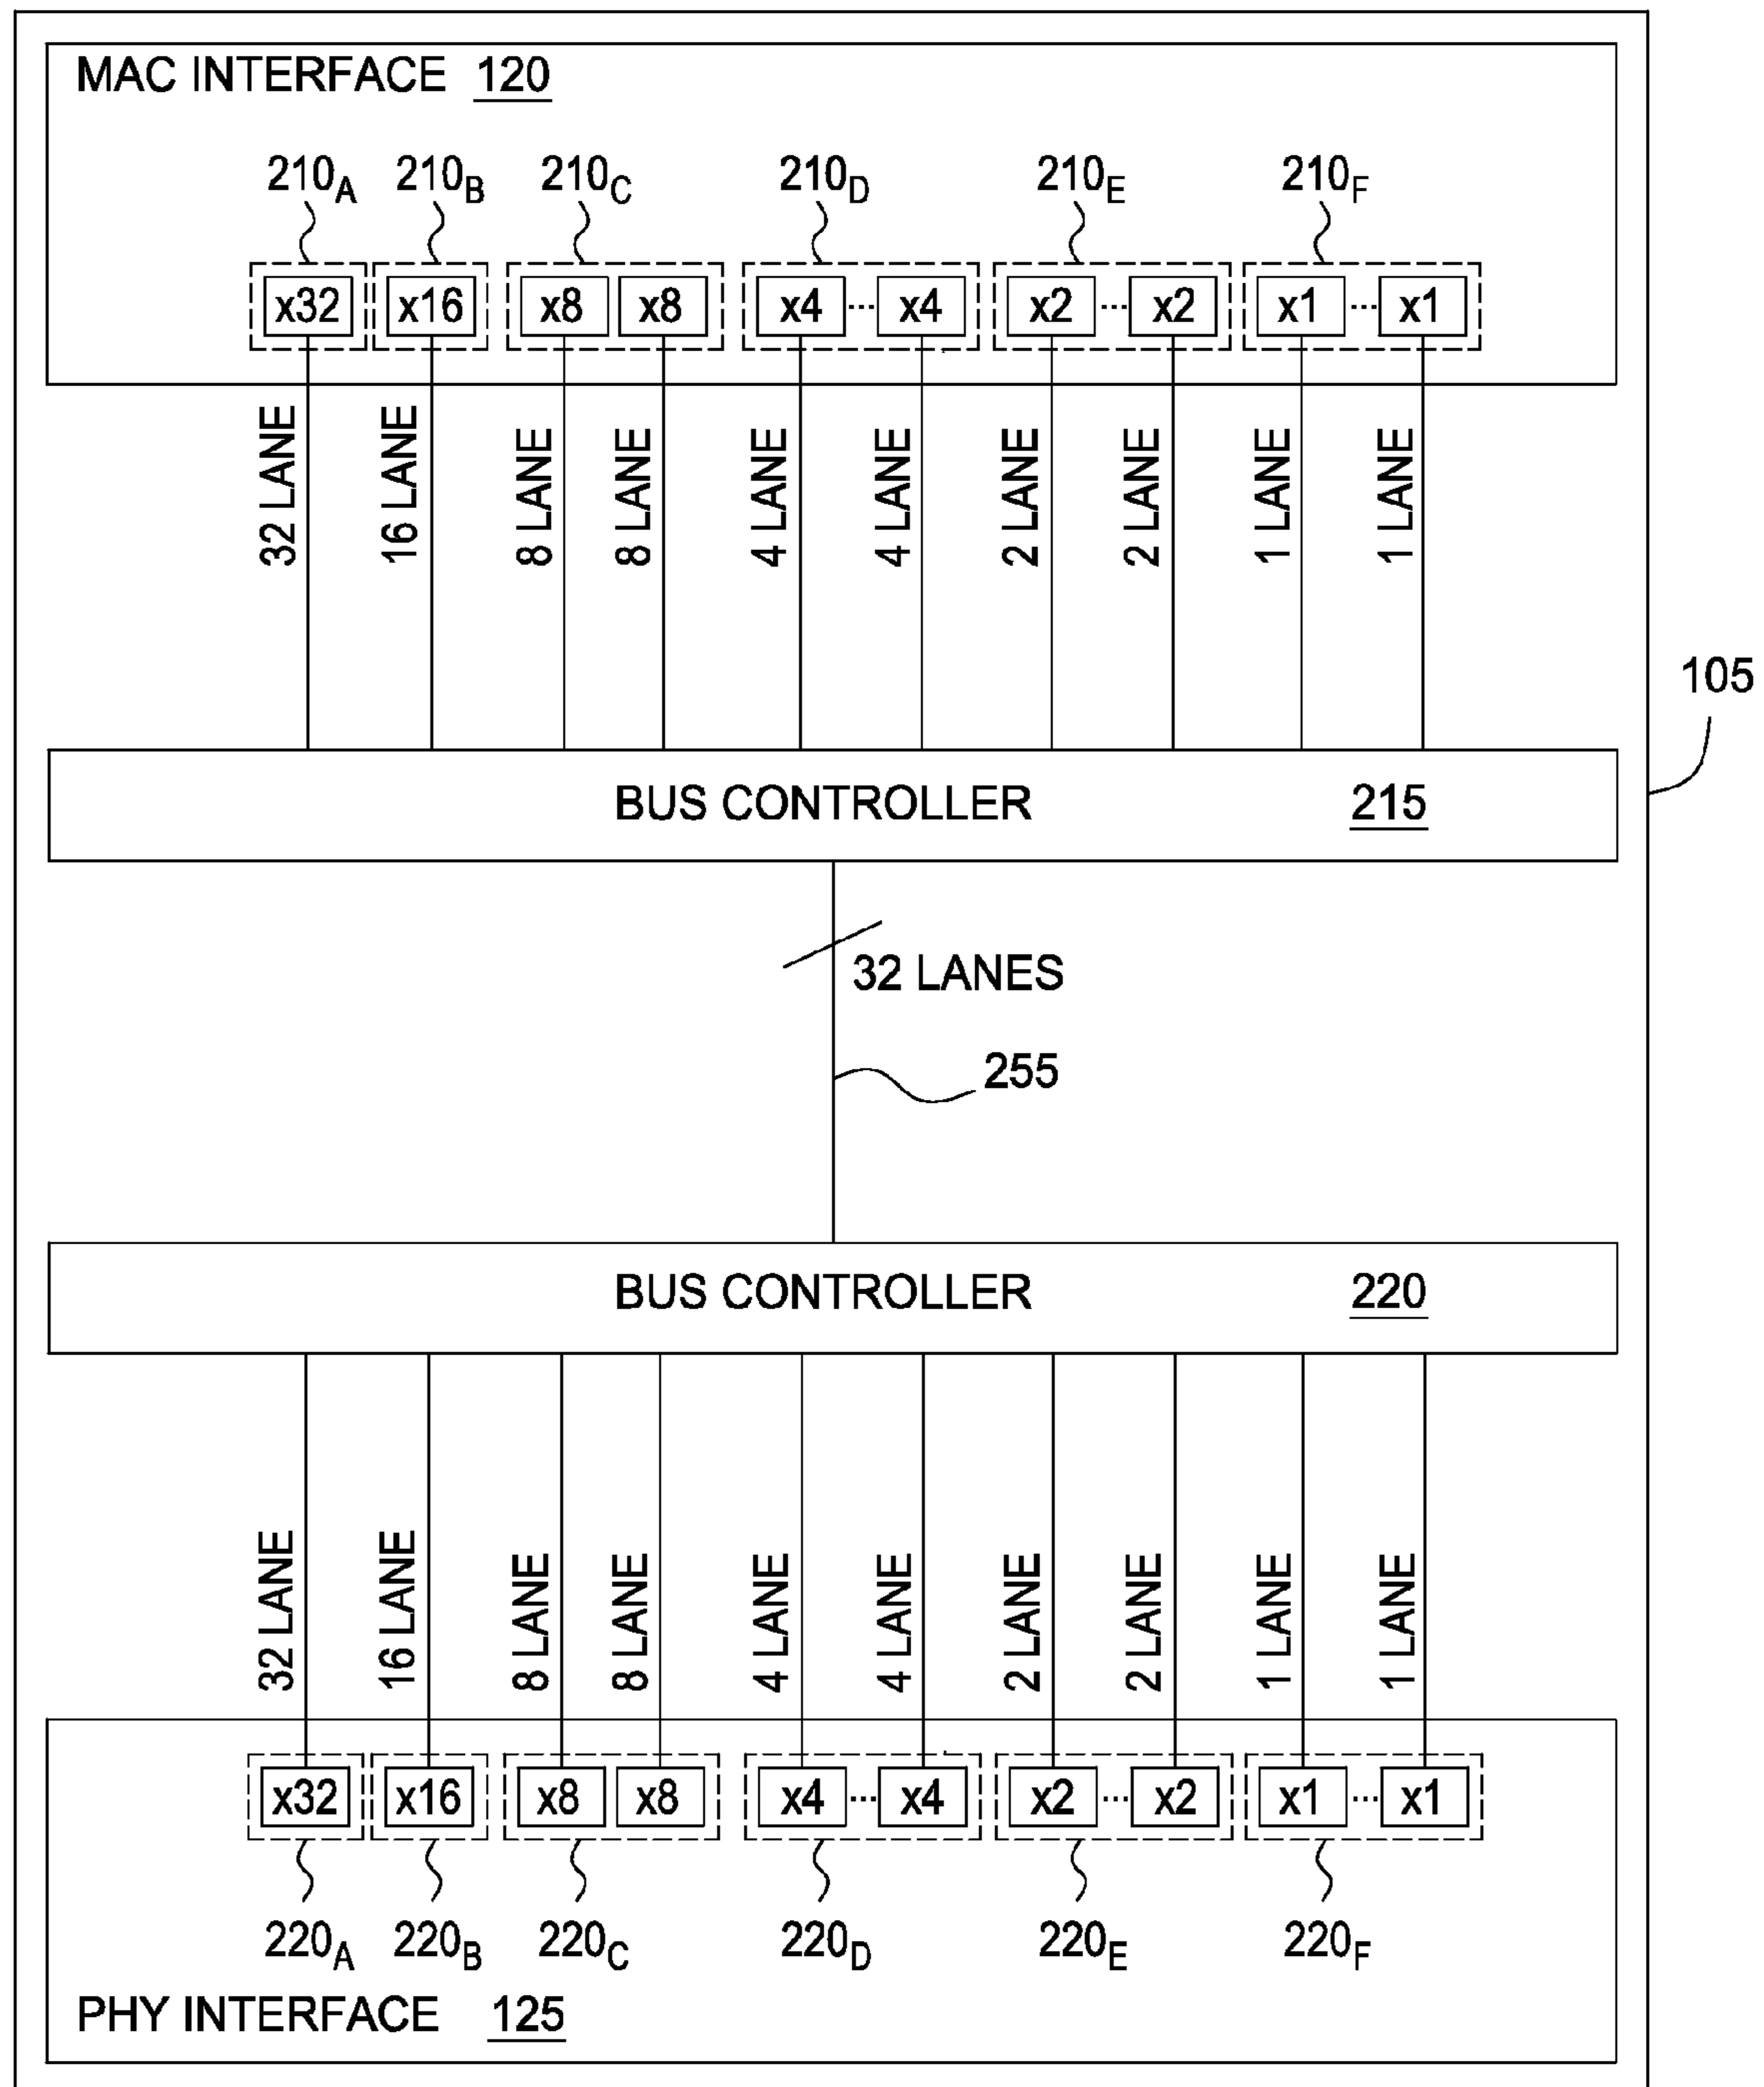 MAC INTERFACE 120
210A 210B 210C 210D 210E 210F
x32 x16 x8 x8 x4 ... x4 x2 ... x2 x1 ... x1
32 LANE
16 LANE
8 LANE
8 LANE
4 LANE
4 LANE
2 LANE
2 LANE
1 LANE
1 LANE
105
BUS CONTROLLER 215
32 LANES
255
BUS CONTROLLER 220
32 LANE
16 LANE
8 LANE
8 LANE
4 LANE
4 LANE
2 LANE
2 LANE
1 LANE
1 LANE
x32 x16 x8 x8 x4 ... x4 x2 ... x2 x1 ... x1
220A 220B 220C 220D 220E 220F
PHY INTERFACE 125